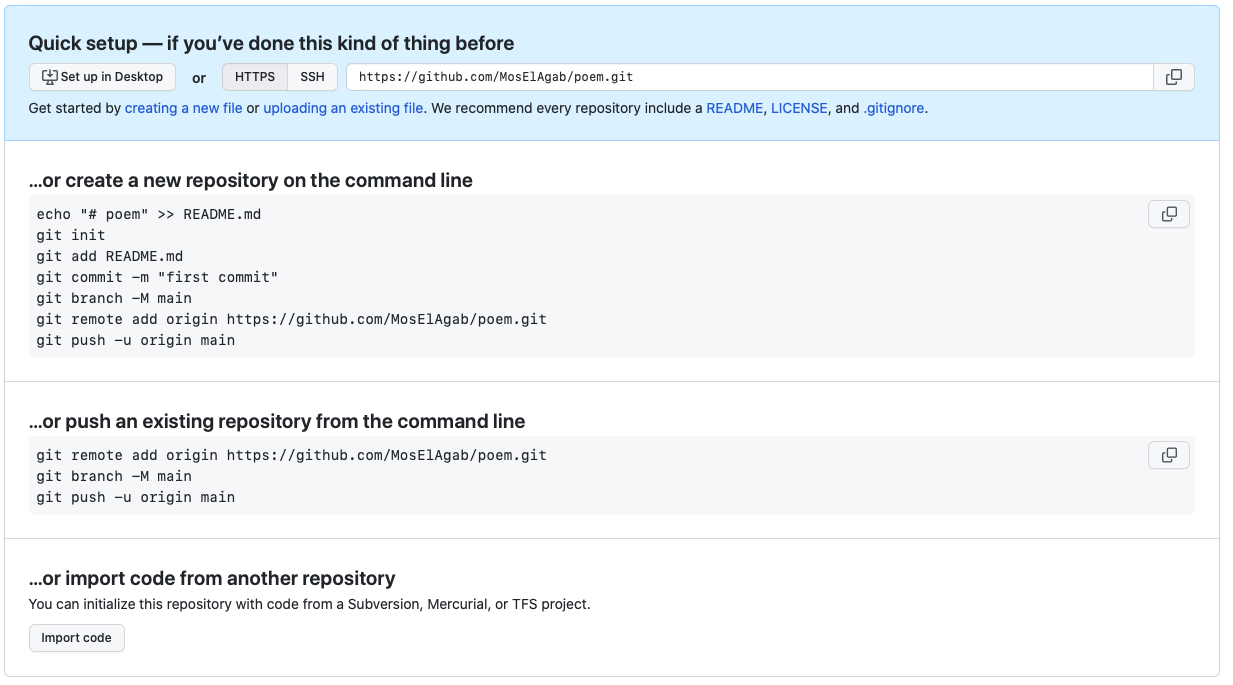 Quick setup — if you’ve done this kind of thing before
Set up in Desktop or HTTPS SSH https://github.com/MosElAgab/poem.git
Get started by creating a new file or uploading an existing file. We recommend every repository include a README, LICENSE, and .gitignore.
…or create a new repository on the command line
echo "# poem" >> README.md
git init
git add README.md
git commit -m "first commit"
git branch -M main
git remote add origin https://github.com/MosElAgab/poem.git
git push -u origin main
…or push an existing repository from the command line
git remote add origin https://github.com/MosElAgab/poem.git
git branch -M main
git push -u origin main
…or import code from another repository
You can initialize this repository with code from a Subversion, Mercurial, or TFS project.
Import code